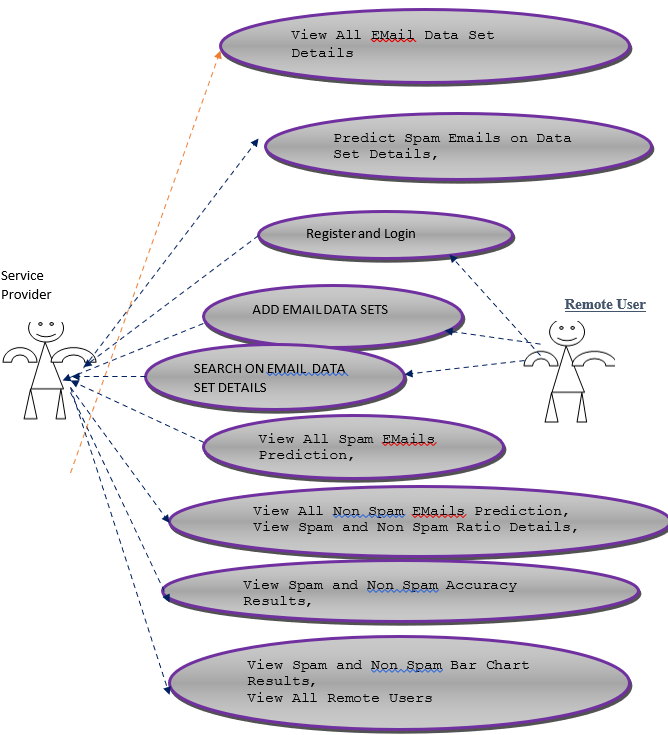 View All EMail Data Set
Details
Predict Spam Emails on Data
Set Details,
Register and Login
Service
Provider
ADD EMAIL DATA SETS
Remote User
SEARCH ON EMAIL DATA
SET DETAILS
View All Spam EMails
Prediction,
View All Non Spam EMails Prediction,
View Spam and Non Spam Ratio Details,
View Spam and Non Spam Accuracy
Results,
View Spam and Non Spam Bar Chart
Results,
View All Remote Users